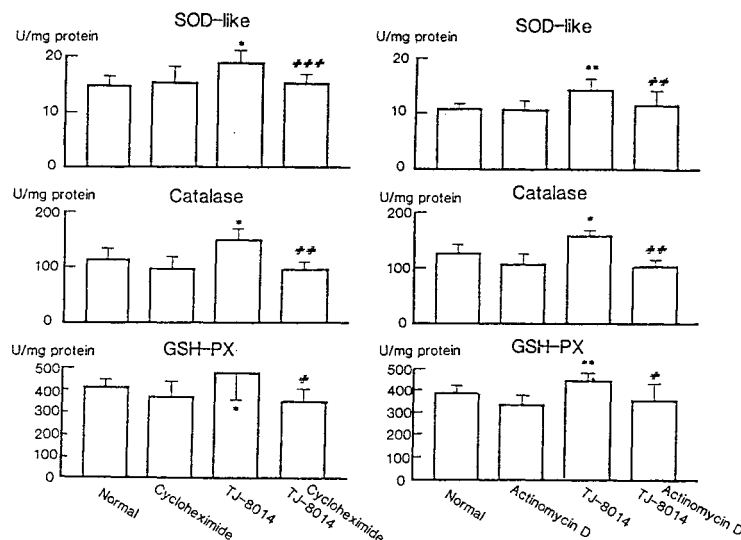 SOD-like
U/mg protein
20
10
0
*
≠≠≠
Catalase
U/mg protein
200
100
0
*
≠≠
GSH-PX
U/mg protein
500
400
300
200
100
0
*
≠
Normal
Cycloheximide
TJ-8014
TJ-8014
Cycloheximide
SOD-like
U/mg protein
20
10
0
**
≠≠
Catalase
U/mg protein
200
100
0
*
≠≠
GSH-PX
U/mg protein
500
400
300
200
100
0
**
≠
Normal
Actinomycin D
TJ-8014
TJ-8014
Actinomycin D